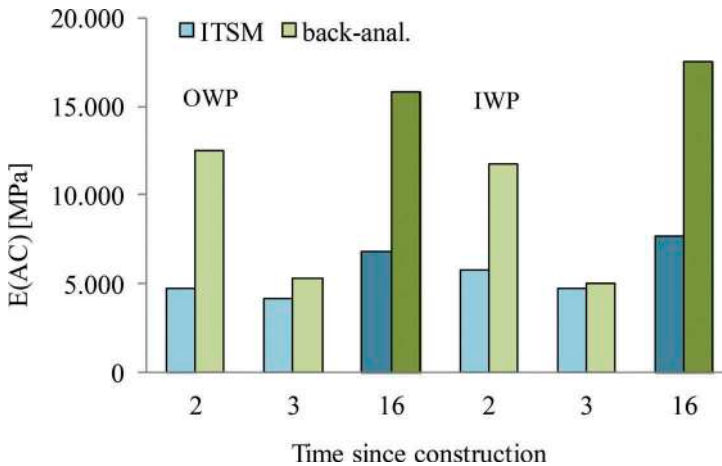 20.000
15.000
10.000
5.000
0
E(AC) [MPa]
ITSM back-anal.
OWP IWP
2 3 16 2 3 16
Time since construction